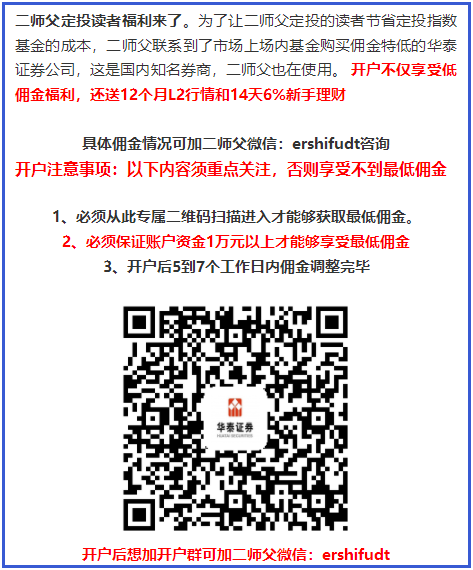 二师父定投读者福利来了。为了让二师父定投的读者节省定投指数
基金的成本，二师父联系到了市场上场内基金购买佣金特低的华泰
证券公司，这是国内知名券商，二师父也在使用。 开户不仅享受低
佣金福利，还送12个月L2行情和14天6%新手理财
具体佣金情况可加二师父微信：ershifudt咨询
开户注意事项：以下内容须重点关注，否则享受不到最低佣金
1、必须从此专属二维码扫描进入才能够获取最低佣金。
2、必须保证账户资金1万元以上才能够享受最低佣金
3、开户后5到7个工作日内佣金调整完毕
华泰证券
HUATAI SECURITIES
开户后想加开户群可加二师父微信：ershifudt